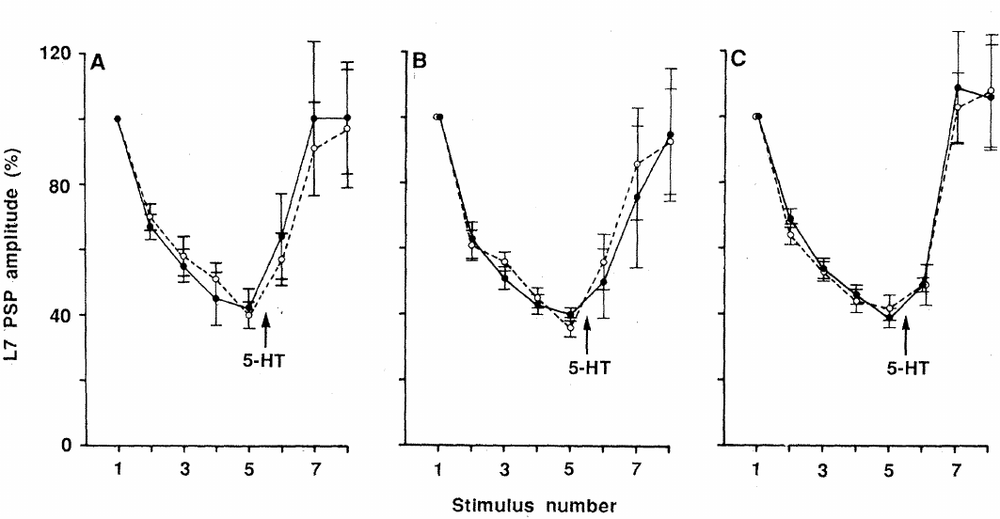 A
B
C
L7 PSP amplitude (%)
120
80
40
0
5-HT
5-HT
5-HT
1 3 5 7
1 3 5 7
1 3 5 7
Stimulus number